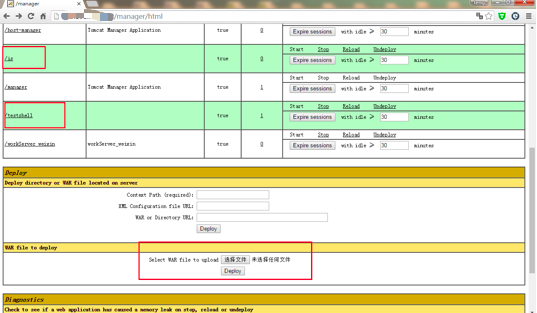 /manager
/manager/html
Expire sessions with idle ≥ 30 minutes
/host-manager Tomcat Manager Application true 0
Start Stop Reload Undeploy
/is true 0
Expire sessions with idle ≥ 30 minutes
Start Stop Reload Undeploy
/manager Tomcat Manager Application true 1
Expire sessions with idle ≥ 30 minutes
Start Stop Reload Undeploy
/testshell true 1
Expire sessions with idle ≥ 30 minutes
Start Stop Reload Undeploy
/workServer_weixin workServer_weixin true 0
Expire sessions with idle ≥ 30 minutes
Deploy
Deploy directory or WAR file located on server
Context Path (required):
XML Configuration file URL:
WAR or Directory URL:
Deploy
WAR file to deploy
Select WAR file to upload 选择文件 未选择任何文件
Deploy
Diagnostics
Check to see if a web application has caused a memory leak on stop, reload or undeploy